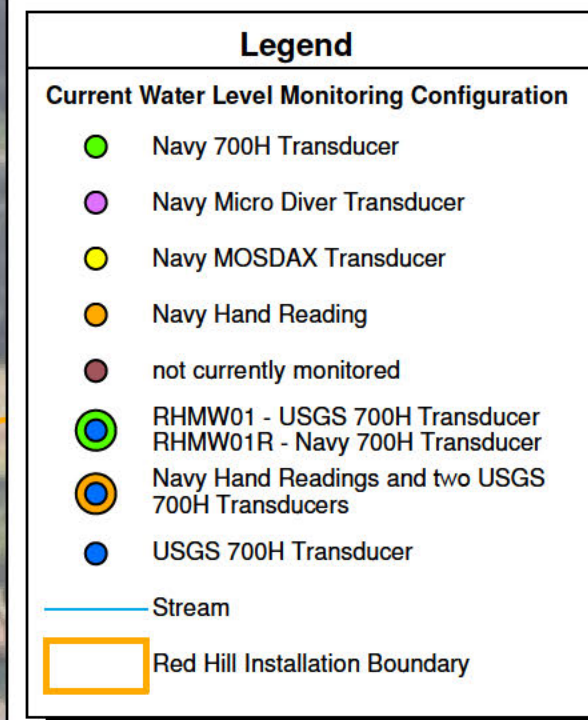 Legend
Current Water Level Monitoring Configuration
Navy 700H Transducer
Navy Micro Diver Transducer
Navy MOSDAX Transducer
Navy Hand Reading
not currently monitored
RHMW01 - USGS 700H Transducer
RHMW01R - Navy 700H Transducer
Navy Hand Readings and two USGS
700H Transducers
USGS 700H Transducer
Stream
Red Hill Installation Boundary